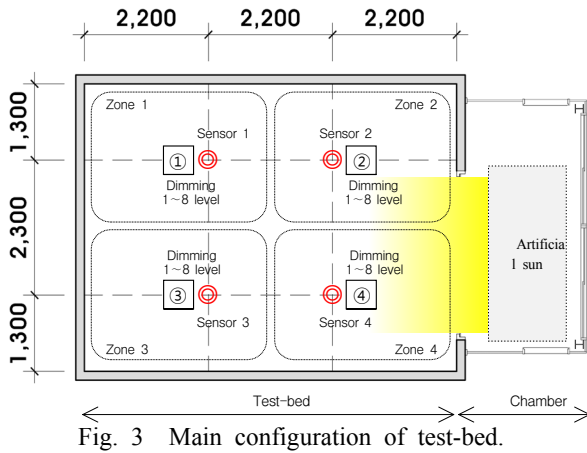 2,200 2,200 2,200
1,300
2,300
1,300
Zone 1
Zone 2
Sensor 1
Sensor 2
①
②
Dimming
1~8 level
Dimming
1~8 level
Dimming
1~8 level
Dimming
1~8 level
③
④
Sensor 3
Sensor 4
Zone 3
Zone 4
Artificia
l sun
Test-bed
Chamber
Fig. 3 Main configuration of test-bed.